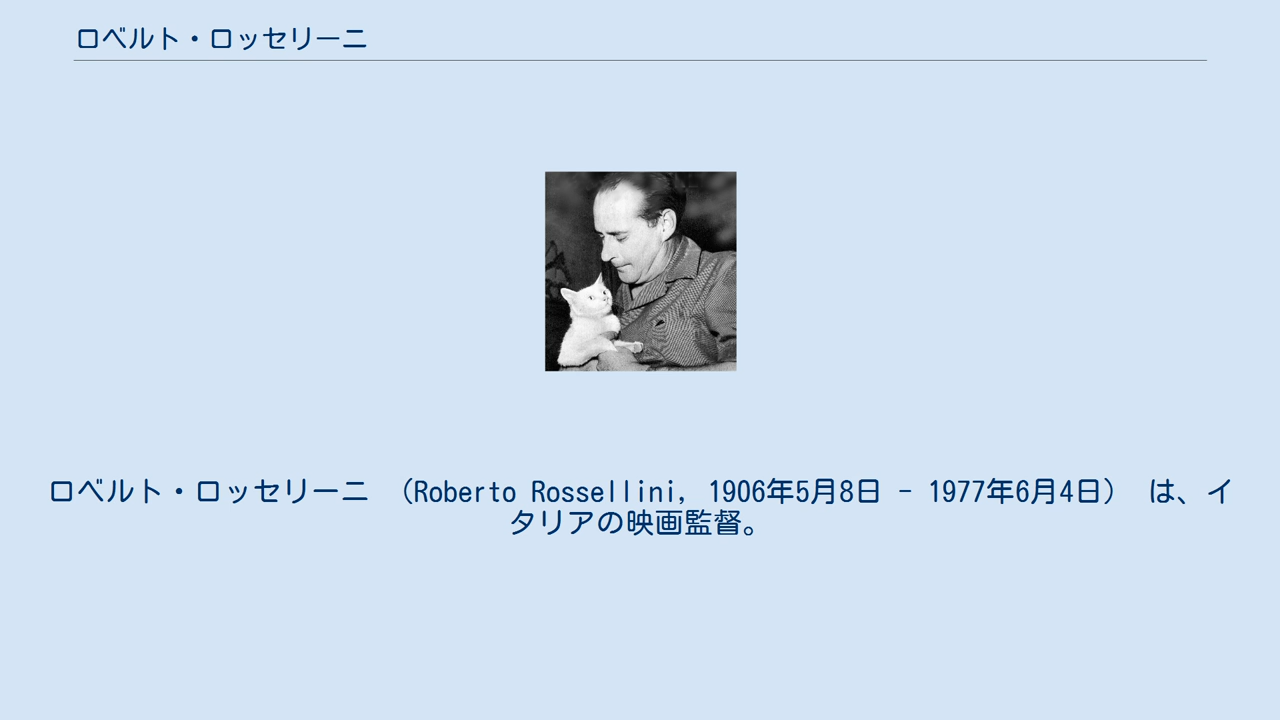 ロベルト・ロッセリーニ
ロベルト・ロッセリーニ （Roberto Rossellini, 1906年5月8日 - 1977年6月4日） は、イ
タリアの映画監督。